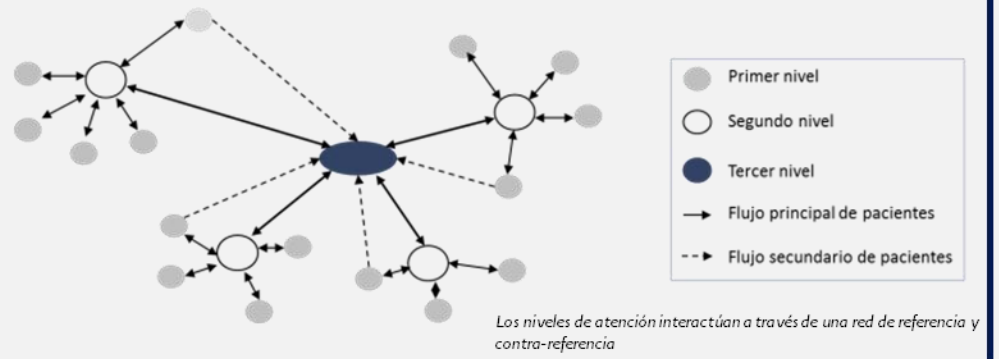 Primer nivel
Segundo nivel
Tercer nivel
Flujo principal de pacientes
Flujo secundario de pacientes
Los niveles de atención interactúan a través de una red de referencia y
contra-referencia